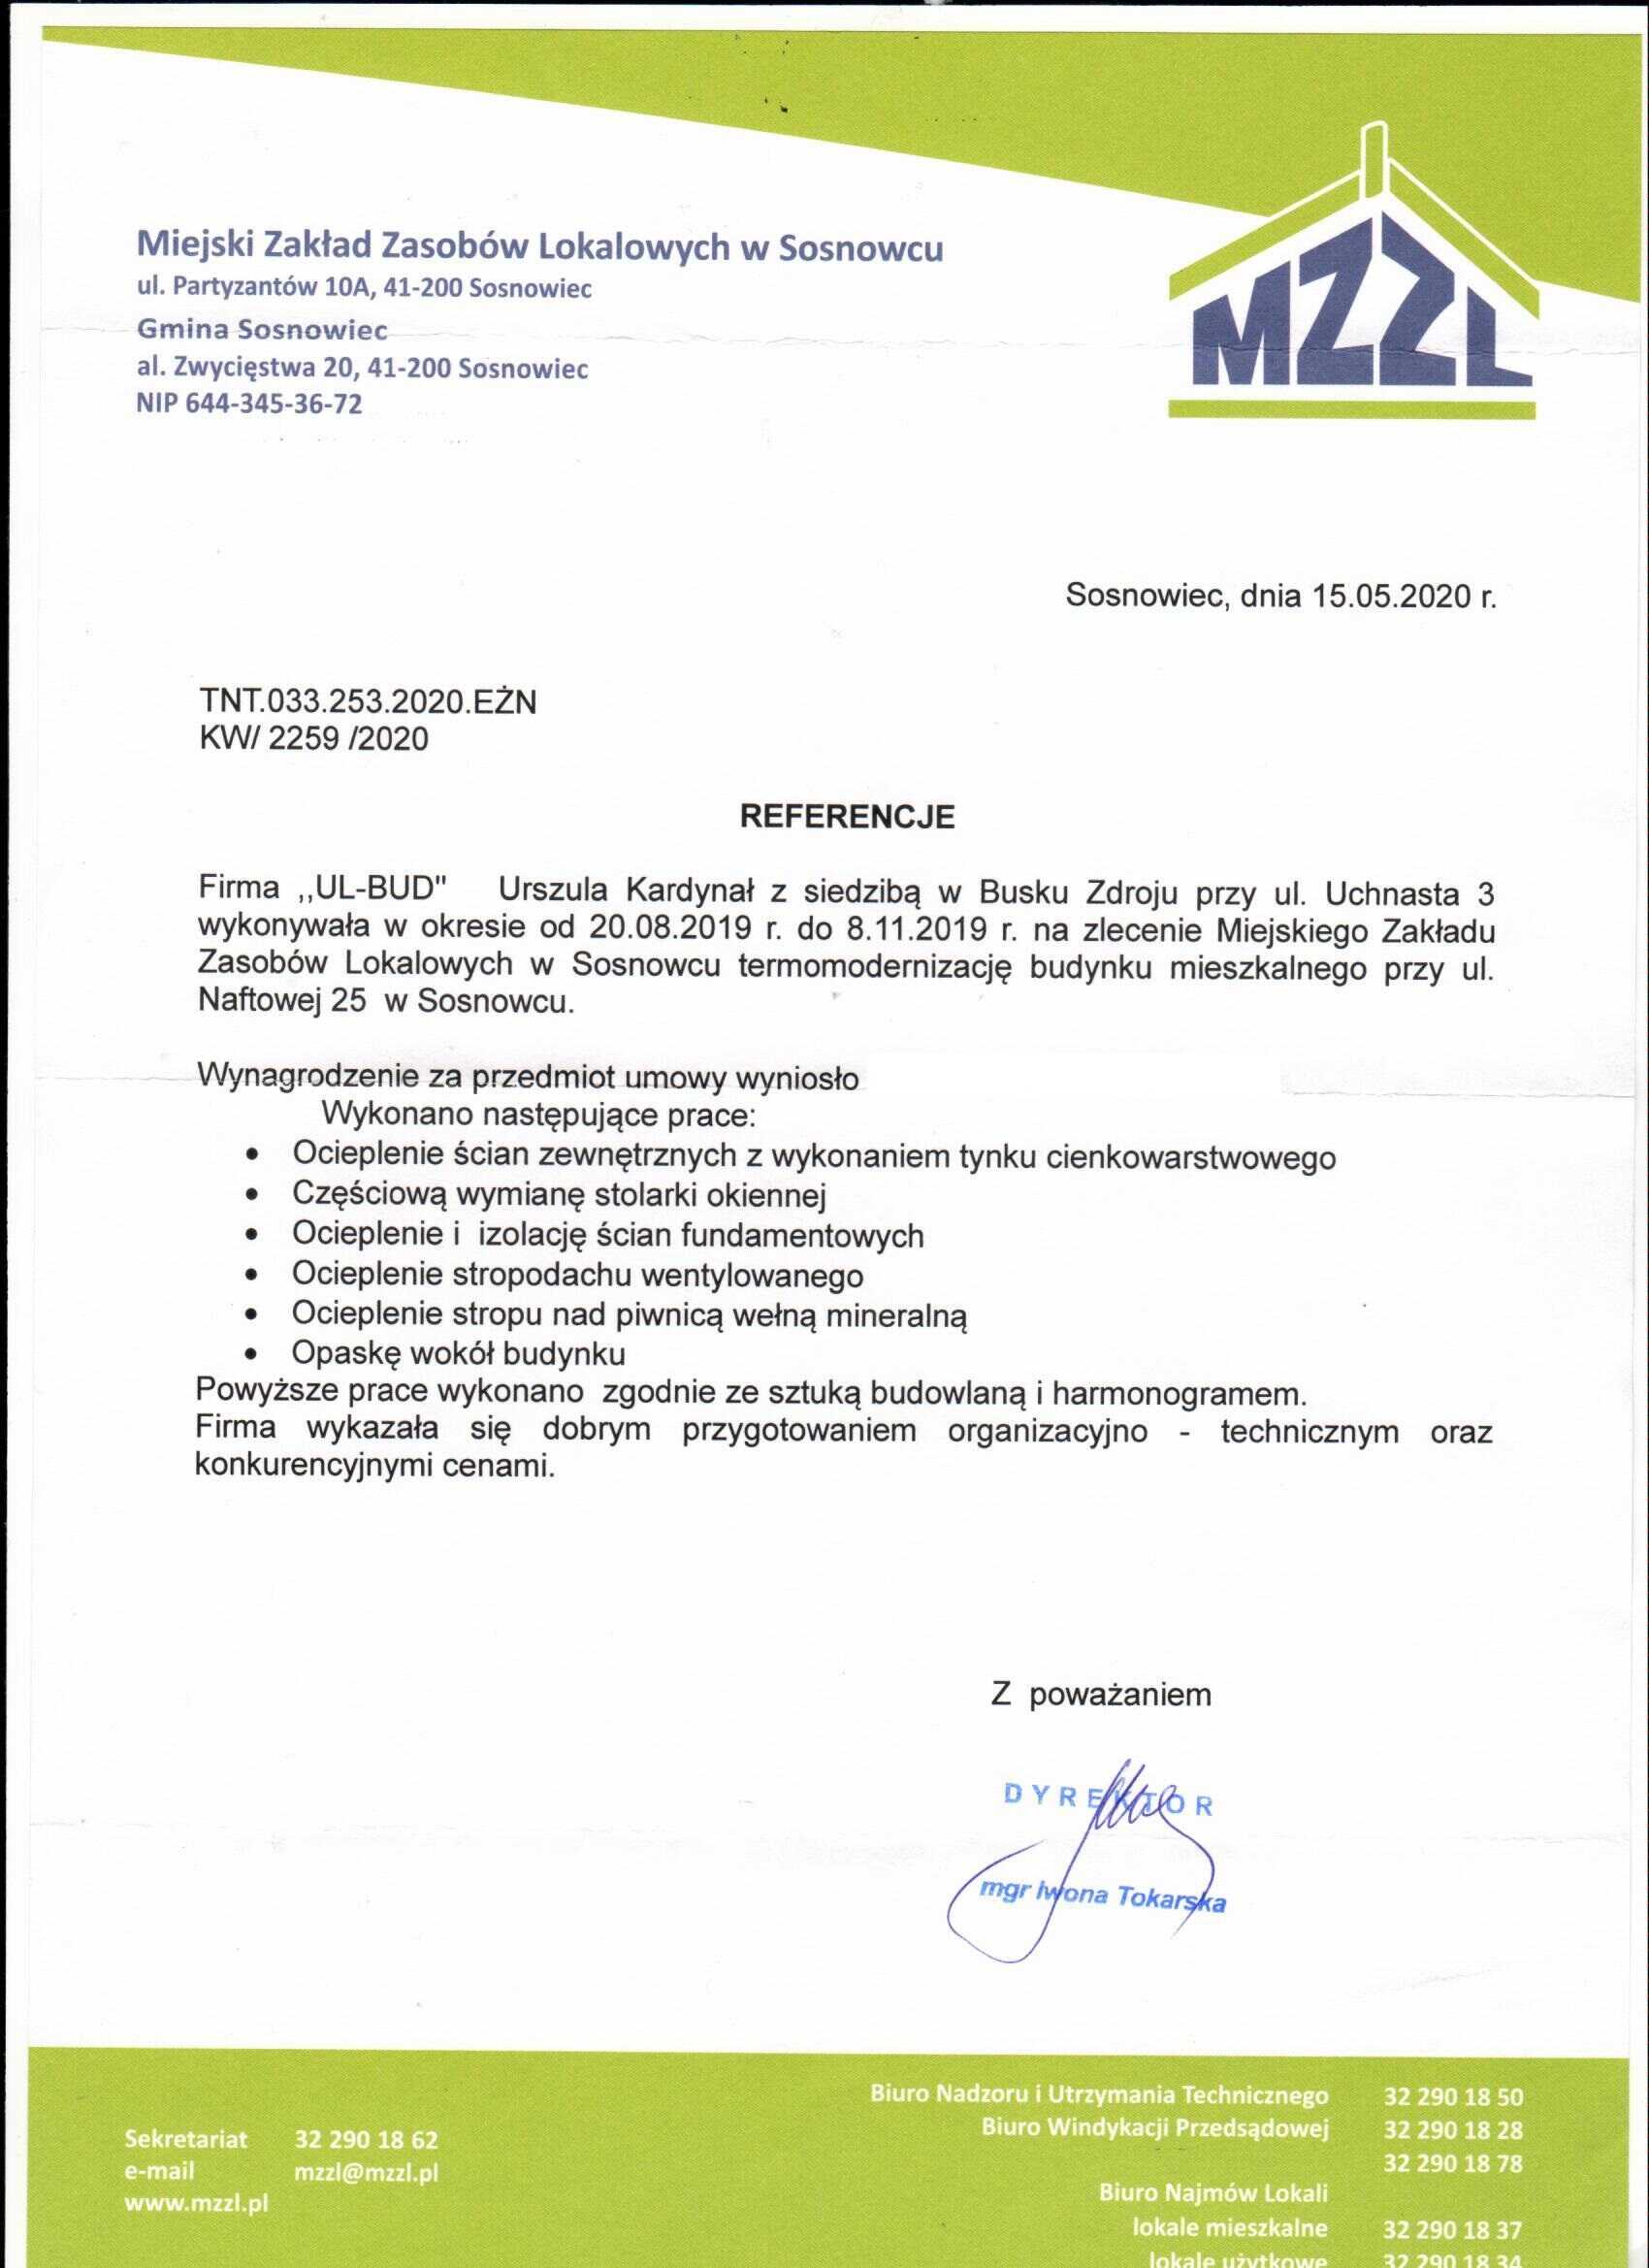 Miejski Zakład Zasobów Lokalowych w Sosnowcu
ul. Partyzantów 10A, 41-200 Sosnowiec
Gmina Sosnowiec
al. Zwycięstwa 20, 41-200 Sosnowiec
NIP 644-345-36-72
MZZL
Sosnowiec, dnia 15.05.2020 r.
TNT.033.253.2020.EŻN
KW/ 2259 /2020
REFERENCJE
Firma ,,UL-BUD" Urszula Kardynał z siedzibą w Busku Zdroju przy ul. Uchnasta 3
wykonywała w okresie od 20.08.2019 r. do 8.11.2019 r. na zlecenie Miejskiego Zakładu
Zasobów Lokalowych w Sosnowcu termomodernizację budynku mieszkalnego przy ul.
Naftowej 25 w Sosnowcu.
Wynagrodzenie za przedmiot umowy wyniosło
Wykonano następujące prace:
• Ocieplenie ścian zewnętrznych z wykonaniem tynku cienkowarstwowego
• Częściową wymianę stolarki okiennej
• Ocieplenie i izolację ścian fundamentowych
• Ocieplenie stropodachu wentylowanego
• Ocieplenie stropu nad piwnicą wełną mineralną
• Opaskę wokół budynku
Powyższe prace wykonano zgodnie ze sztuką budowlaną i harmonogramem.
Firma wykazała się dobrym przygotowaniem organizacyjno - technicznym oraz
konkurencyjnymi cenami.
Z poważaniem
DYREKTOR
mgr Iwona Tokarska
Sekretariat 32 290 18 62
e-mail mzzl@mzzl.pl
www.mzzl.pl
Biuro Nadzoru i Utrzymania Technicznego 32 290 18 50
Biuro Windykacji Przedsądowej 32 290 18 28
32 290 18 78
Biuro Najmów Lokali
lokale mieszkalne 32 290 18 37
lokale użytkowe 32 290 18 34